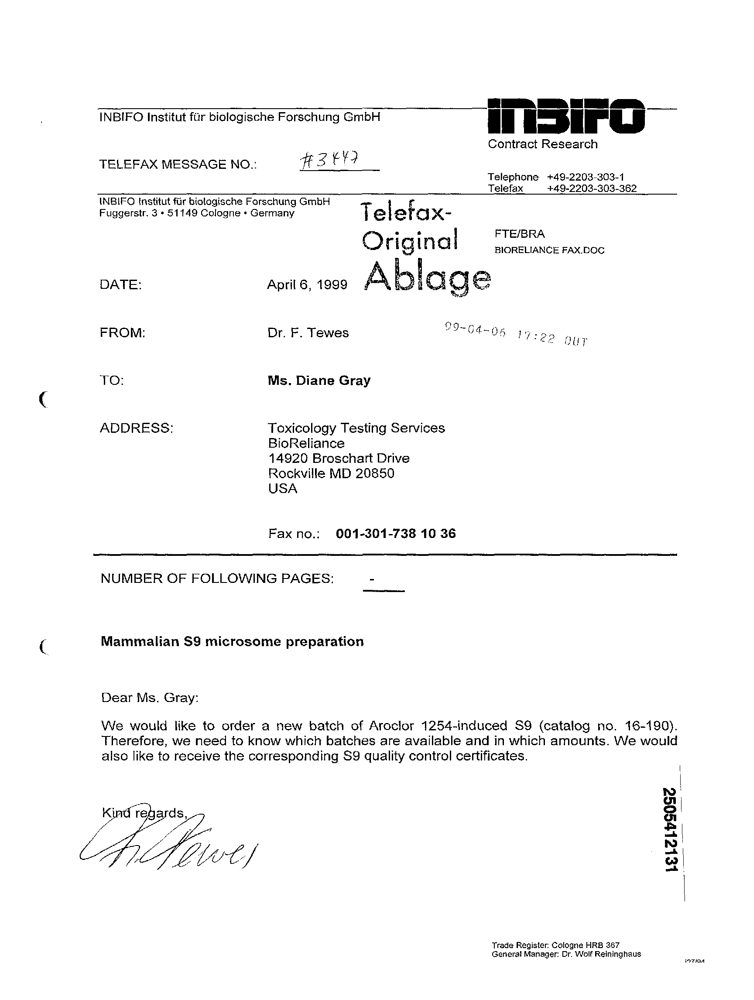 INBIFO Institut für biologische Forschung GmbH
INBIFO
Contract Research
TELEFAX MESSAGE NO.: #3447
Telephone +49-2203-303-1
Telefax +49-2203-303-362
INBIFO Institut für biologische Forschung GmbH
Fuggerstr. 3 • 51149 Cologne • Germany
Telefax-
Original
Ablage
FTE/BRA
BIORELIANCE FAX.DOC
DATE: April 6, 1999
FROM: Dr. F. Tewes
99-04-06 17:22 OUT
TO: Ms. Diane Gray
ADDRESS: Toxicology Testing Services
BioReliance
14920 Broschart Drive
Rockville MD 20850
USA
Fax no.: 001-301-738 10 36
NUMBER OF FOLLOWING PAGES: -
Mammalian S9 microsome preparation
Dear Ms. Gray:
We would like to order a new batch of Aroclor 1254-induced S9 (catalog no. 16-190).
Therefore, we need to know which batches are available and in which amounts. We would
also like to receive the corresponding S9 quality control certificates.
Kind regards,
F. Tewes
2505412131
Trade Register: Cologne HRB 367
General Manager: Dr. Wolf Reininghaus